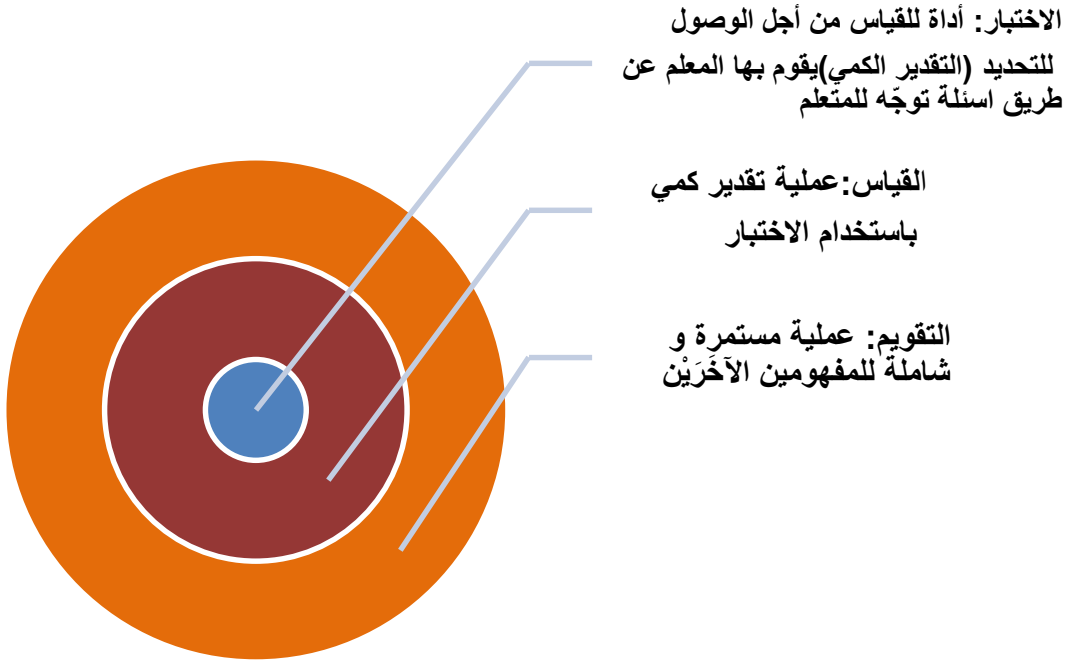 الاختبار: أداة للقياس من أجل الوصول
للتحديد (التقدير الكمي)يقوم بها المعلم عن
طريق اسئلة توجّه للمتعلم
القياس:عملية تقدير كمي
باستخدام الاختبار
التقويم: عملية مستمرة و
شاملة للمفهومين الآخَرَيْن